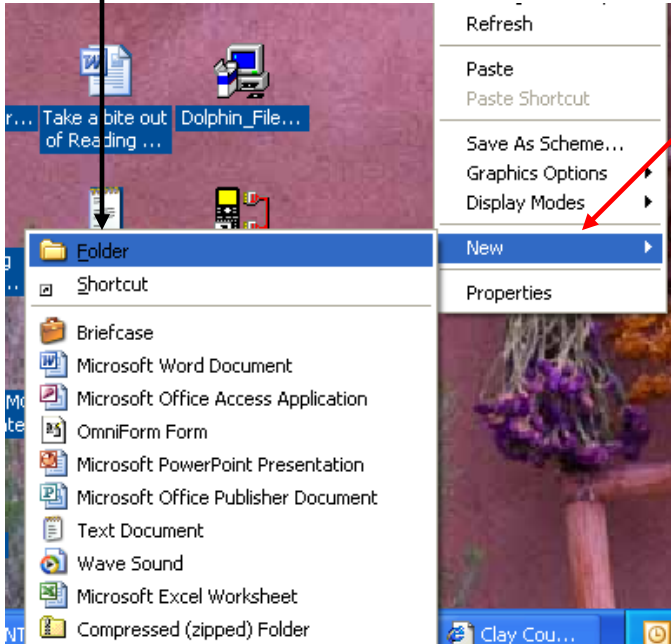 Refresh
Paste
Paste Shortcut
Save As Scheme...
Graphics Options
Display Modes
New
Properties
r... Take a bite out Dolphin_File...
of Reading ...
Folder
Shortcut
Briefcase
Microsoft Word Document
Microsoft Office Access Application
OmniForm Form
Microsoft PowerPoint Presentation
Microsoft Office Publisher Document
Text Document
Wave Sound
Microsoft Excel Worksheet
Compressed (zipped) Folder
Clay Cou...